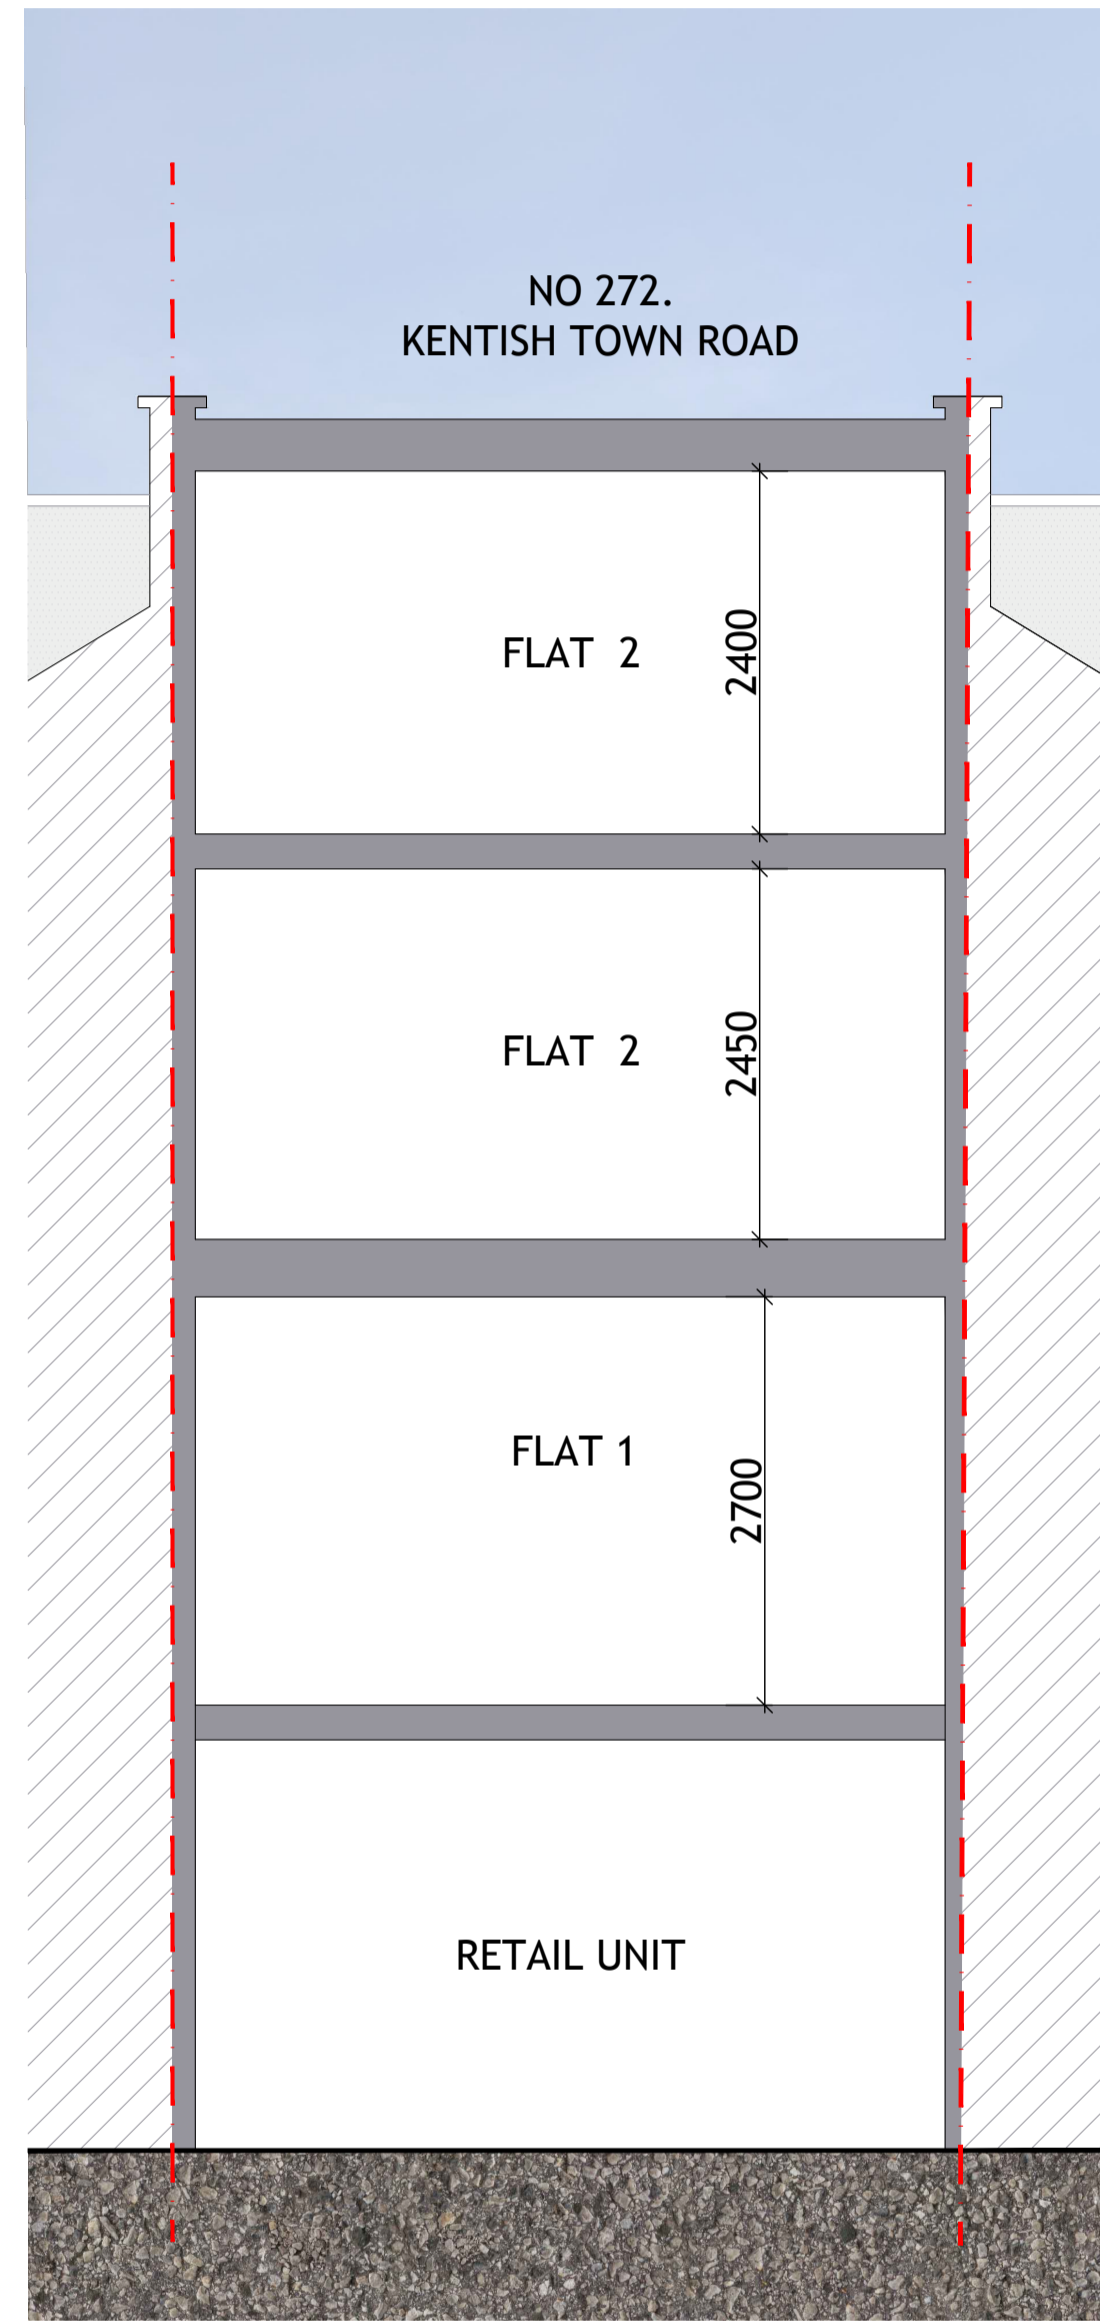 NO 272.
KENTISH TOWN ROAD
FLAT 2
2400
FLAT 2
2450
FLAT 1
2700
RETAIL UNIT